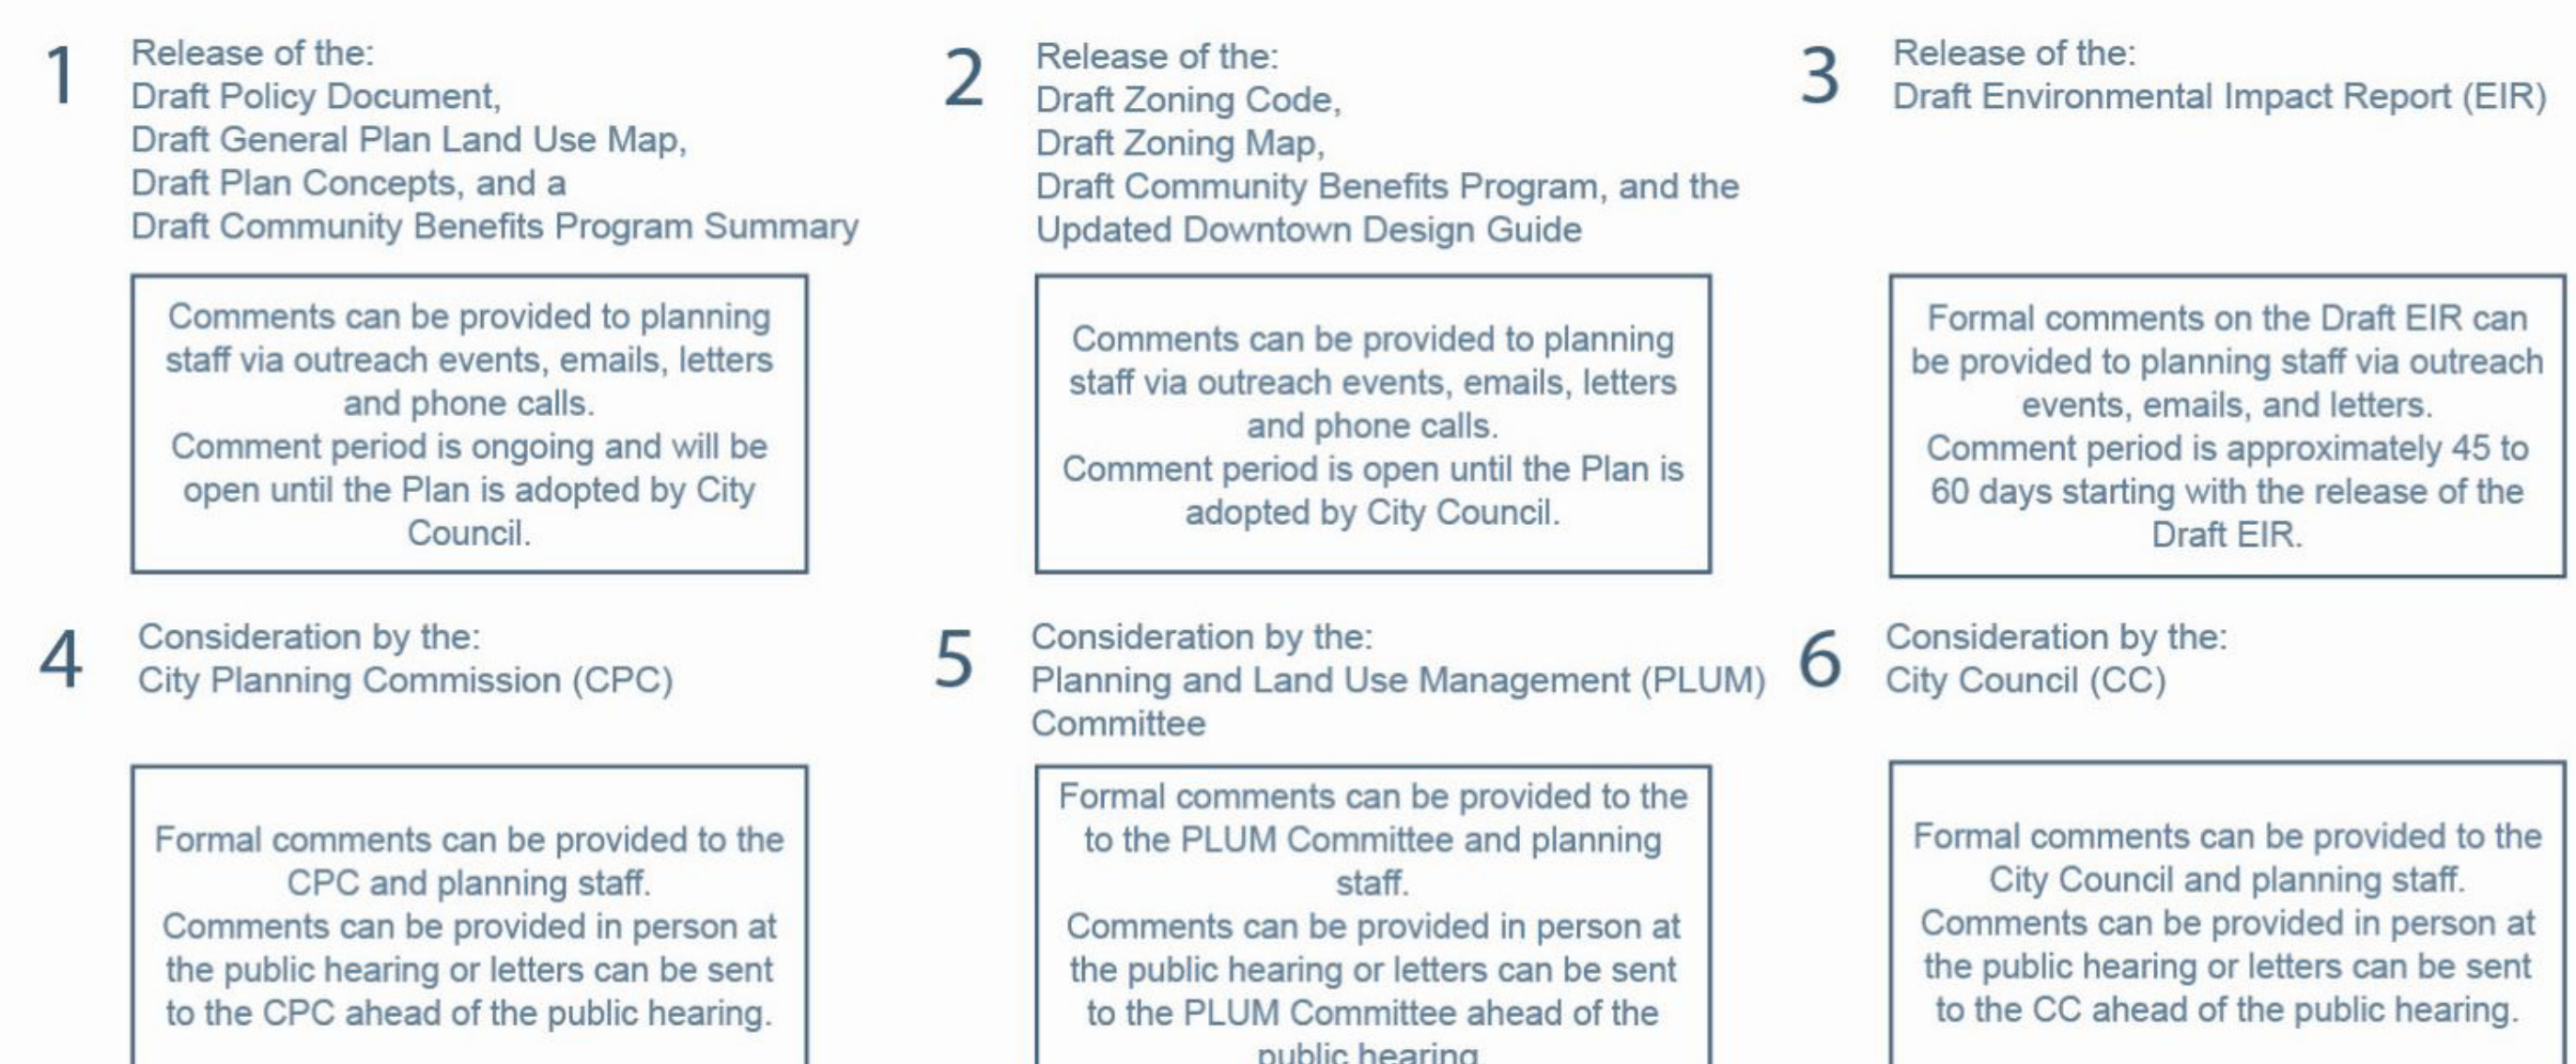 1
Release of the:
Draft Policy Document,
Draft General Plan Land Use Map,
Draft Plan Concepts, and a
Draft Community Benefits Program Summary
Comments can be provided to planning
staff via outreach events, emails, letters
and phone calls.
Comment period is ongoing and will be
open until the Plan is adopted by City
Council.
2
Release of the:
Draft Zoning Code,
Draft Zoning Map,
Draft Community Benefits Program, and the
Updated Downtown Design Guide
Comments can be provided to planning
staff via outreach events, emails, letters
and phone calls.
Comment period is open until the Plan is
adopted by City Council.
3
Release of the:
Draft Environmental Impact Report (EIR)
Formal comments on the Draft EIR can
be provided to planning staff via outreach
events, emails, and letters.
Comment period is approximately 45 to
60 days starting with the release of the
Draft EIR.
4
Consideration by the:
City Planning Commission (CPC)
Formal comments can be provided to the
CPC and planning staff.
Comments can be provided in person at
the public hearing or letters can be sent
to the CPC ahead of the public hearing.
5
Consideration by the:
Planning and Land Use Management (PLUM)
Committee
Formal comments can be provided to the
to the PLUM Committee and planning
staff.
Comments can be provided in person at
the public hearing or letters can be sent
to the PLUM Committee ahead of the
public hearing
6
Consideration by the:
City Council (CC)
Formal comments can be provided to the
City Council and planning staff.
Comments can be provided in person at
the public hearing or letters can be sent
to the CC ahead of the public hearing.